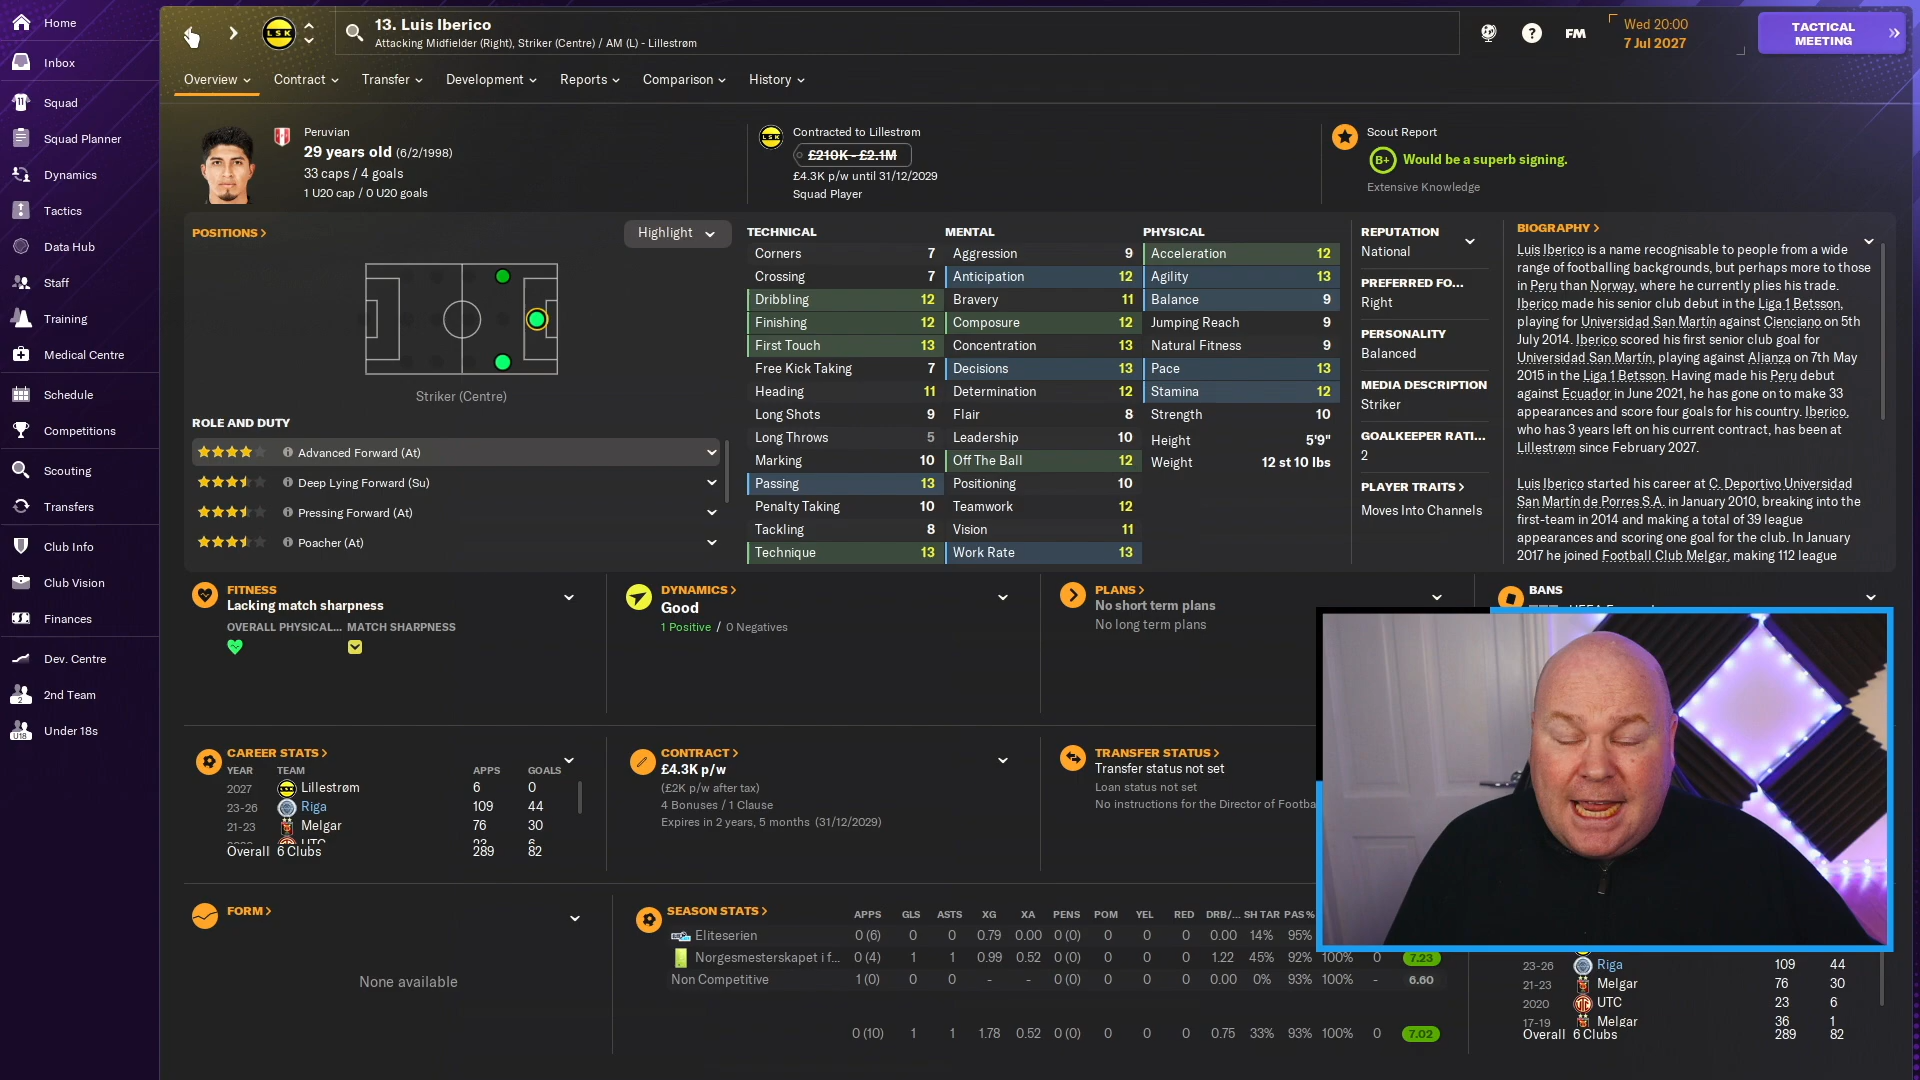 Home
Inbox
Squad
Squad Planner
Dynamics
Tactics
Data Hub
Staff
Training
Medical Centre
Schedule
Competitions
Scouting
Transfers
Club Info
Club Vision
Finances
Dev. Centre
2nd Team
Under 18s
13. Luis Iberico
Attacking Midfielder (Right), Striker (Centre) / AM (L) - Lillestrøm
FM
Wed 20:00
7 Jul 2027
TACTICAL MEETING
Overview Contract Transfer Development Reports Comparison History
Peruvian
29 years old (6/2/1998)
33 caps / 4 goals
1 U20 cap / 0 U20 goals
Contracted to Lillestrøm
£210K - £2.1M
£4.3K p/w until 31/12/2029
Squad Player
Scout Report
B+ Would be a superb signing.
Extensive Knowledge
POSITIONS >
Highlight
Striker (Centre)
ROLE AND DUTY
Advanced Forward (At)
Deep Lying Forward (Su)
Pressing Forward (At)
Poacher (At)
TECHNICAL
Corners 7
Crossing 7
Dribbling 12
Finishing 12
First Touch 13
Free Kick Taking 7
Heading 11
Long Shots 9
Long Throws 5
Marking 10
Passing 13
Penalty Taking 10
Tackling 8
Technique 13
MENTAL
Aggression 9
Anticipation 12
Bravery 11
Composure 12
Concentration 13
Decisions 13
Determination 12
Flair 8
Leadership 10
Off The Ball 12
Positioning 10
Teamwork 12
Vision 11
Work Rate 13
PHYSICAL
Acceleration 12
Agility 13
Balance 9
Jumping Reach 9
Natural Fitness 9
Pace 13
Stamina 12
Strength 10
Height 5'9"
Weight 12 st 10 lbs
REPUTATION
National
PREFERRED FO...
Right
PERSONALITY
Balanced
MEDIA DESCRIPTION
Striker
GOALKEEPER RATI...
2
PLAYER TRAITS >
Moves Into Channels
BIOGRAPHY >
Luis Iberico is a name recognisable to people from a wide
range of footballing backgrounds, but perhaps more to those
in Peru than Norway, where he currently plies his trade.
Iberico made his senior club debut in the Liga 1 Betsson,
playing for Universidad San Martín against Cienciano on 5th
July 2014. Iberico scored his first senior club goal for
Universidad San Martín, playing against Alianza on 7th May
2015 in the Liga 1 Betsson. Having made his Peru debut
against Ecuador in June 2021, he has gone on to make 33
appearances and score four goals for his country. Iberico,
who has 3 years left on his current contract, has been at
Lillestrøm since February 2027.
Luis Iberico started his career at C. Deportivo Universidad
San Martín de Porres S.A. in January 2010, breaking into the
first-team in 2014 and making a total of 39 league
appearances and scoring one goal for the club. In January
2017 he joined Football Club Melgar, making 112 league
FITNESS
Lacking match sharpness
OVERALL PHYSICAL... MATCH SHARPNESS
DYNAMICS >
Good
1 Positive / 0 Negatives
PLANS >
No short term plans
No long term plans
BANS
CAREER STATS >
YEAR TEAM APPS GOALS
2027 Lillestrøm 6 0
23-26 Riga 109 44
21-23 Melgar 76 30
Overall 6 Clubs 289 82
CONTRACT >
£4.3K p/w
(£2K p/w after tax)
4 Bonuses / 1 Clause
Expires in 2 years, 5 months (31/12/2029)
TRANSFER STATUS >
Transfer status not set
Loan status not set
No instructions for the Director of Footba
FORM >
None available
SEASON STATS >
APPS GLS ASTS XG XA PENS POM YEL RED DRB/... SH TAR PAS%
Eliteserien 0 (6) 0 0 0.79 0.00 0 (0) 0 0 0 0.00 14% 95%
Norgesmesterskapet i f... 0 (4) 1 1 0.99 0.52 0 (0) 0 0 0 1.22 45% 92% 100% 0 7.23
Non Competitive 1 (0) 0 0 - - 0 (0) 0 0 0 0.00 0% 93% 100% - 6.60
0 (10) 1 1 1.78 0.52 0 (0) 0 0 0 0.75 33% 93% 100% 0 7.02
23-26 Riga 109 44
21-23 Melgar 76 30
2020 UTC 23 6
17-19 Melgar 36 1
Overall 6 Clubs 289 82